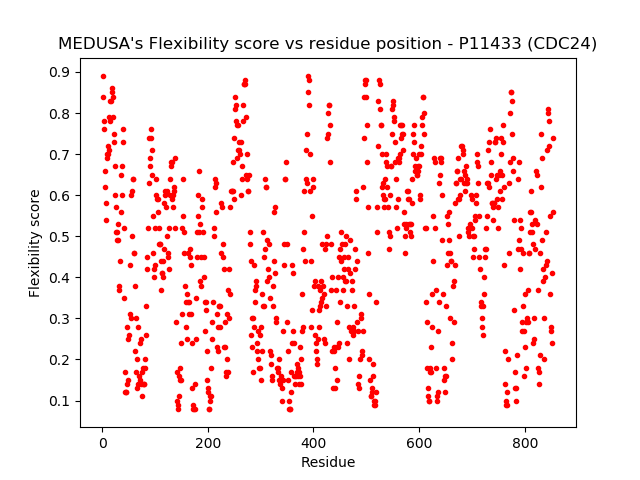 MEDUSA's Flexibility score vs residue position - P11433 (CDC24)
0.9
0.8
0.7
0.6
0.5
0.4
0.3
0.2
0.1
Flexibility score
0 200 400 600 800
Residue